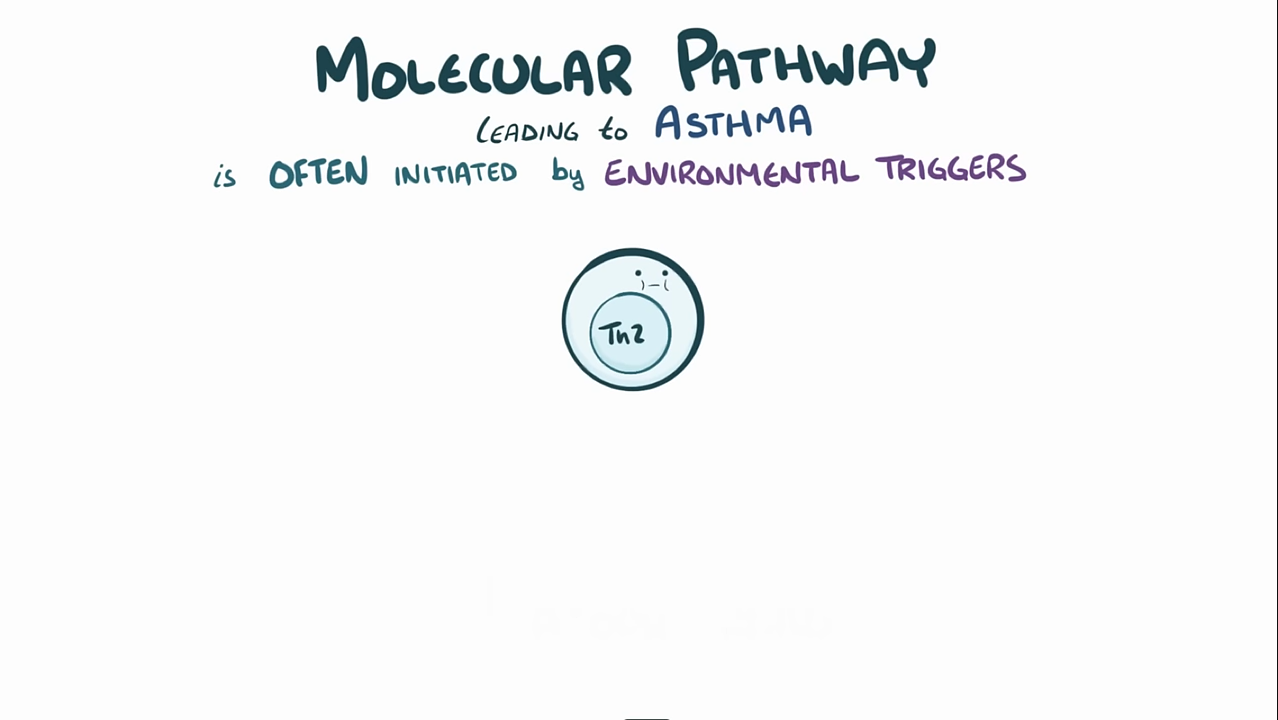 MOLECULAR PATHWAY
LEADING to ASTHMA
is OFTEN INITIATED by ENVIRONMENTAL TRIGGERS
Th2